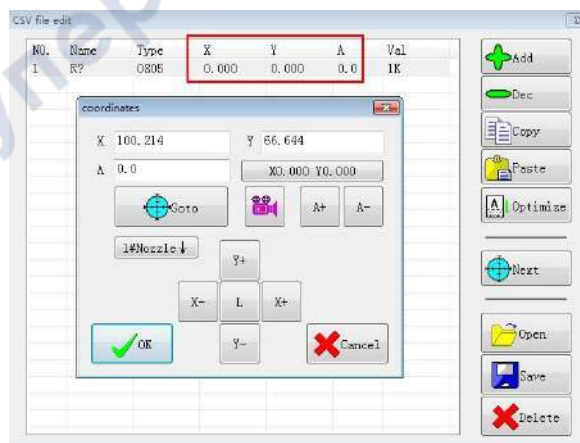 CSV file edit
NO. Name Type X Y A Val
1 R? 0805 0.000 0.000 0.0 1K
Add
Dec
Copy
Paste
Optimize
Next
Open
Save
Delete
coordinates
X 100.214 Y 66.644
A 0.0 X0.000 Y0.000
Goto A+ A-
1#Nozzle↓
Y+
X- L X+
Y-
OK Cancel